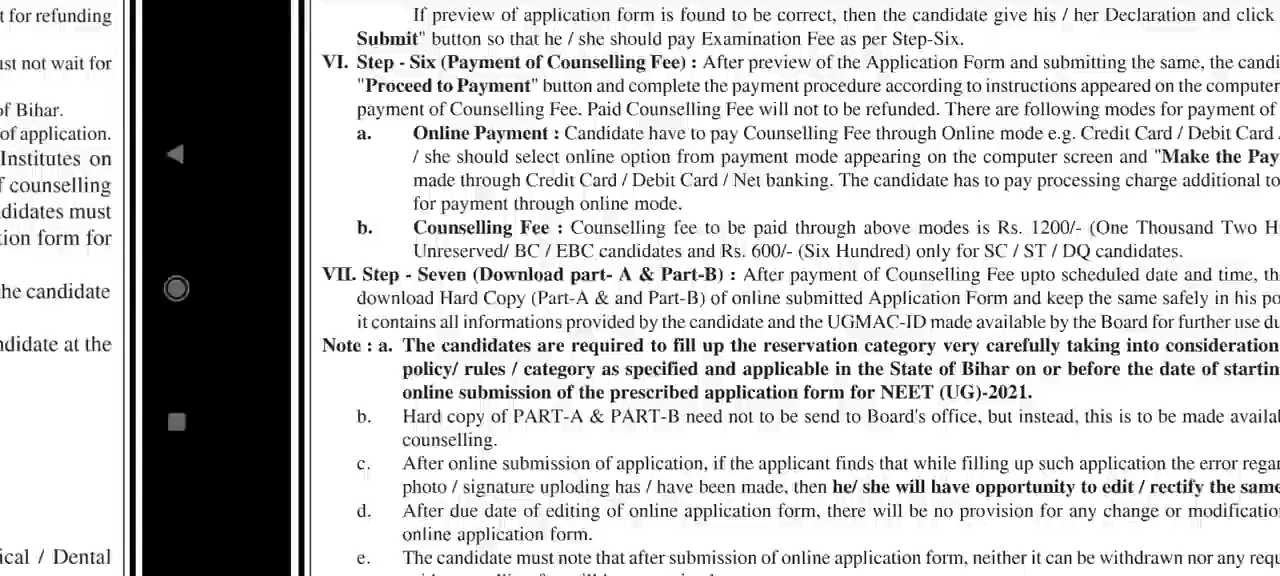 t for refunding
ust not wait for
of Bihar.
of application.
Institutes on
f counselling
didates must
tion form for
he candidate
ndidate at the
ical / Dental
If preview of application form is found to be correct, then the candidate give his / her Declaration and click
Submit" button so that he / she should pay Examination Fee as per Step-Six.
VI. Step - Six (Payment of Counselling Fee) : After preview of the Application Form and submitting the same, the candi
"Proceed to Payment" button and complete the payment procedure according to instructions appeared on the computer
payment of Counselling Fee. Paid Counselling Fee will not to be refunded. There are following modes for payment of
a. Online Payment : Candidate have to pay Counselling Fee through Online mode e.g. Credit Card / Debit Card
/ she should select online option from payment mode appearing on the computer screen and "Make the Pay
made through Credit Card / Debit Card / Net banking. The candidate has to pay processing charge additional to
for payment through online mode.
b. Counselling Fee : Counselling fee to be paid through above modes is Rs. 1200/- (One Thousand Two H
Unreserved/ BC / EBC candidates and Rs. 600/- (Six Hundred) only for SC / ST / DQ candidates.
VII. Step - Seven (Download part- A & Part-B) : After payment of Counselling Fee upto scheduled date and time, th
download Hard Copy (Part-A & and Part-B) of online submitted Application Form and keep the same safely in his po
it contains all informations provided by the candidate and the UGMAC-ID made available by the Board for further use du
Note : a. The candidates are required to fill up the reservation category very carefully taking into consideration
policy/ rules / category as specified and applicable in the State of Bihar on or before the date of startin
online submission of the prescribed application form for NEET (UG)-2021.
b. Hard copy of PART-A & PART-B need not to be send to Board's office, but instead, this is to be made availal
counselling.
c. After online submission of application, if the applicant finds that while filling up such application the error regar
photo / signature uploding has / have been made, then he/ she will have opportunity to edit / rectify the same
d. After due date of editing of online application form, there will be no provision for any change or modificatio
online application form.
e. The candidate must note that after submission of online application form, neither it can be withdrawn nor any requ